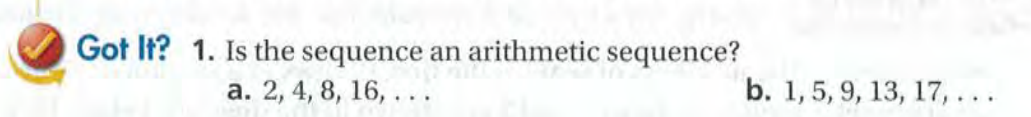 Got It? 1. Is the sequence an arithmetic sequence?
a. 2, 4, 8, 16, . . . b. 1, 5, 9, 13, 17, . . .